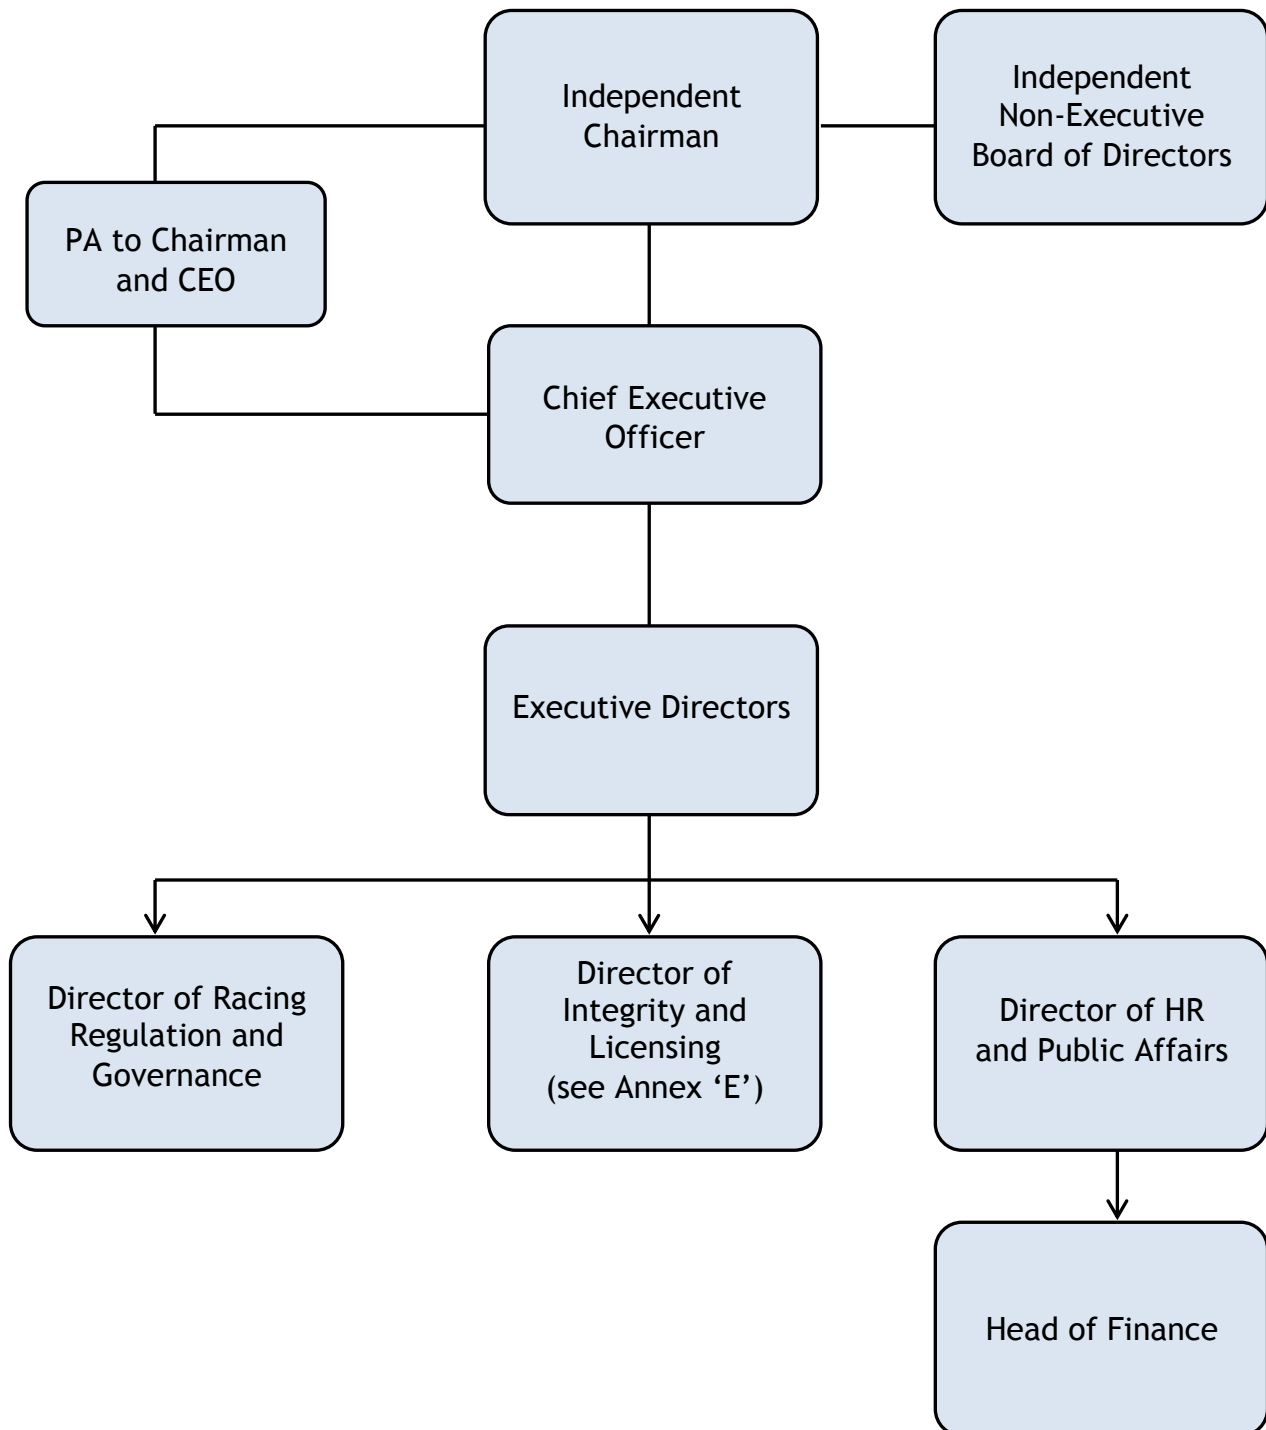 Independent
Chairman
Independent
Non-Executive
Board of Directors
PA to Chairman
and CEO
Chief Executive
Officer
Executive Directors
Director of Racing
Regulation and
Governance
Director of
Integrity and
Licensing
(see Annex ‘E’)
Director of HR
and Public Affairs
Head of Finance